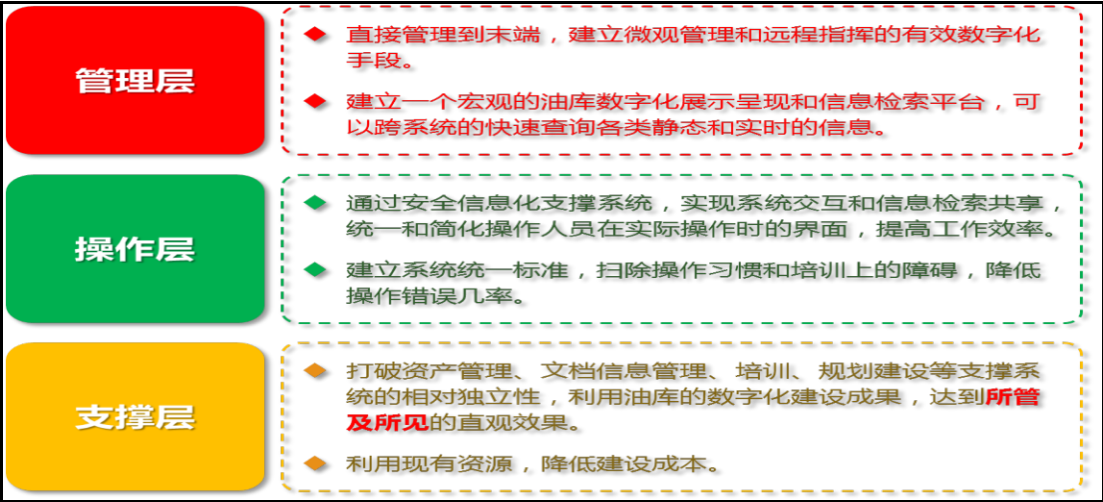 管理层
◆ 直接管理到末端，建立微观管理和远程指挥的有效数字化
手段。
◆ 建立一个宏观的油库数字化展示呈现和信息检索平台，可
以跨系统的快速查询各类静态和实时的信息。
操作层
◆ 通过安全信息化支撑系统，实现系统交互和信息检索共享，
统一和简化操作人员在实际操作时的界面，提高工作效率。
◆ 建立系统统一标准，扫除操作习惯和培训上的障碍，降低
操作错误几率。
支撑层
◆ 打破资产管理、文档信息管理、培训、规划建设等支撑系
统的相对独立性，利用油库的数字化建设成果，达到所管
及所见的直观效果。
◆ 利用现有资源，降低建设成本。